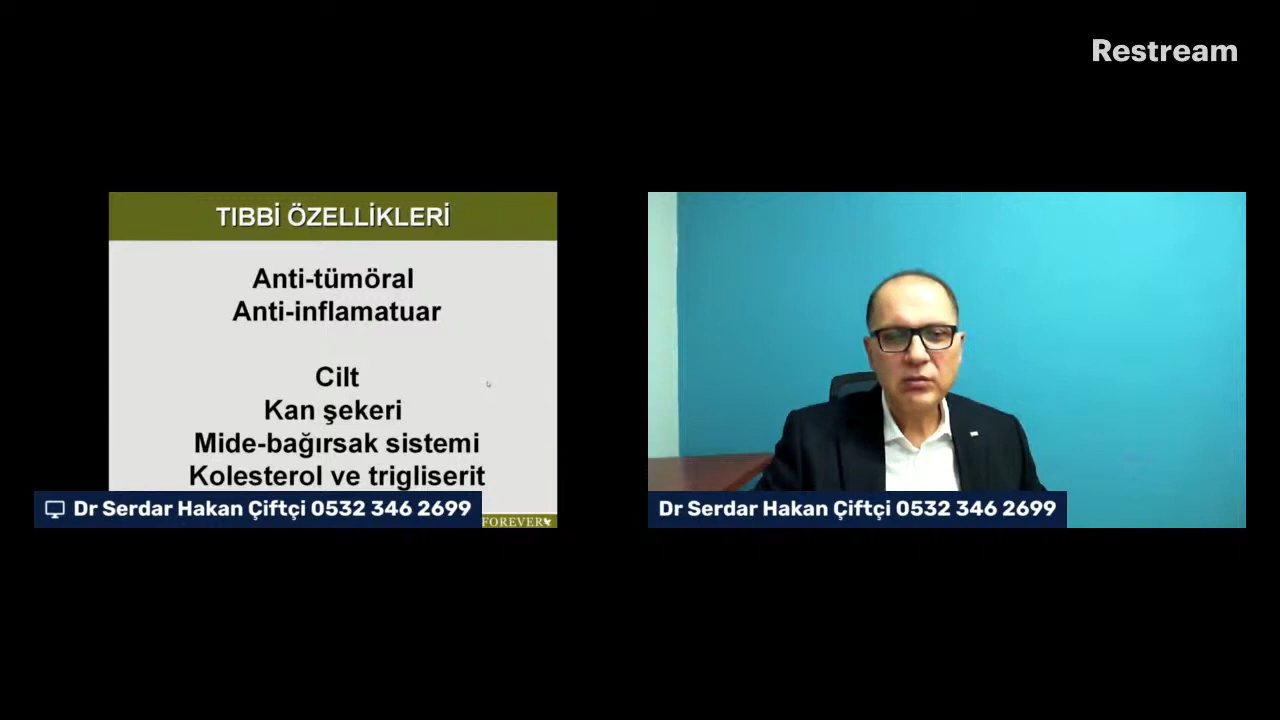 Restream
TIBBİ ÖZELLİKLERİ
Anti-tümöral
Anti-inflamatuar
Cilt
Kan şekeri
Mide-bağırsak sistemi
Kolesterol ve trigliserit
Dr Serdar Hakan Çiftçi 0532 346 2699
FOREVER
Dr Serdar Hakan Çiftçi 0532 346 2699